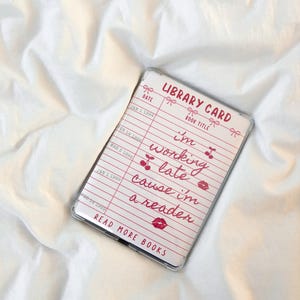 LIBRARY CARD
DATE
BOOK TITLE
i'm
working
late
cause i'm
a reader
READ MORE BOOKS